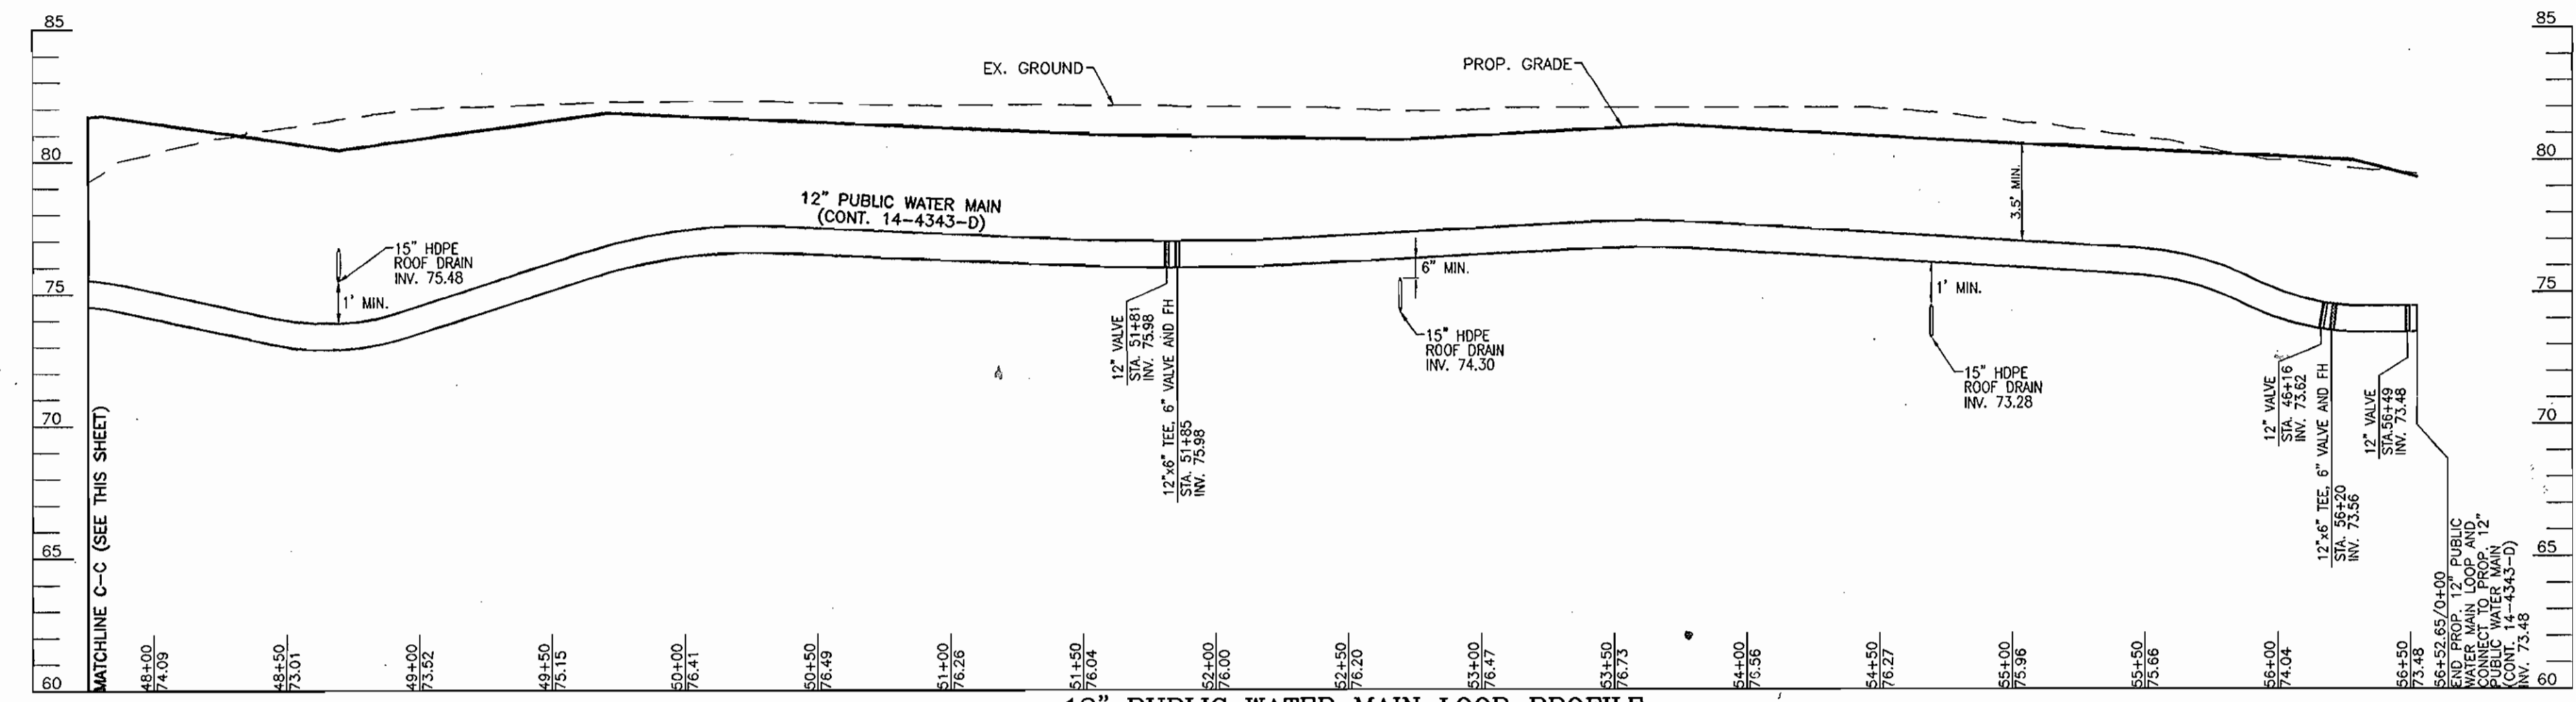 85
85
EX. GROUND
PROP. GRADE
80
80
12" PUBLIC WATER MAIN
(CONT. 14-4343-D)
3.5' MIN.
15" HDPE
ROOF DRAIN
INV. 75.48
1' MIN.
6" MIN.
1' MIN.
75
75
12" VALVE
STA. 51+81
INV. 75.98
12"x6" TEE, 6" VALVE AND FH
STA. 51+85
INV. 75.98
15" HDPE
ROOF DRAIN
INV. 74.30
15" HDPE
ROOF DRAIN
INV. 73.28
12" VALVE
STA. 46+16
INV. 73.62
12"x6" TEE, 6" VALVE AND FH
STA. 56+20
INV. 73.56
12" VALVE
STA.56+49
INV. 73.48
70
70
MATCHLINE C-C (SEE THIS SHEET)
65
65
60
60
48+00
74.09
48+50
73.01
49+00
73.52
49+50
75.15
50+00
76.41
50+50
76.49
51+00
76.26
51+50
76.04
52+00
76.00
52+50
76.20
53+00
76.47
53+50
76.73
54+00
76.56
54+50
76.27
55+00
75.96
55+50
75.66
56+00
74.04
56+50
73.48
56+52.65/0+00
END PROP. 12" PUBLIC
WATER MAIN LOOP AND
CONNECT TO PROP. 12"
PUBLIC WATER MAIN
(CONT. 14-4343-D)
INV. 73.48
12" PUBLIC WATER MAIN LOOP PROFILE